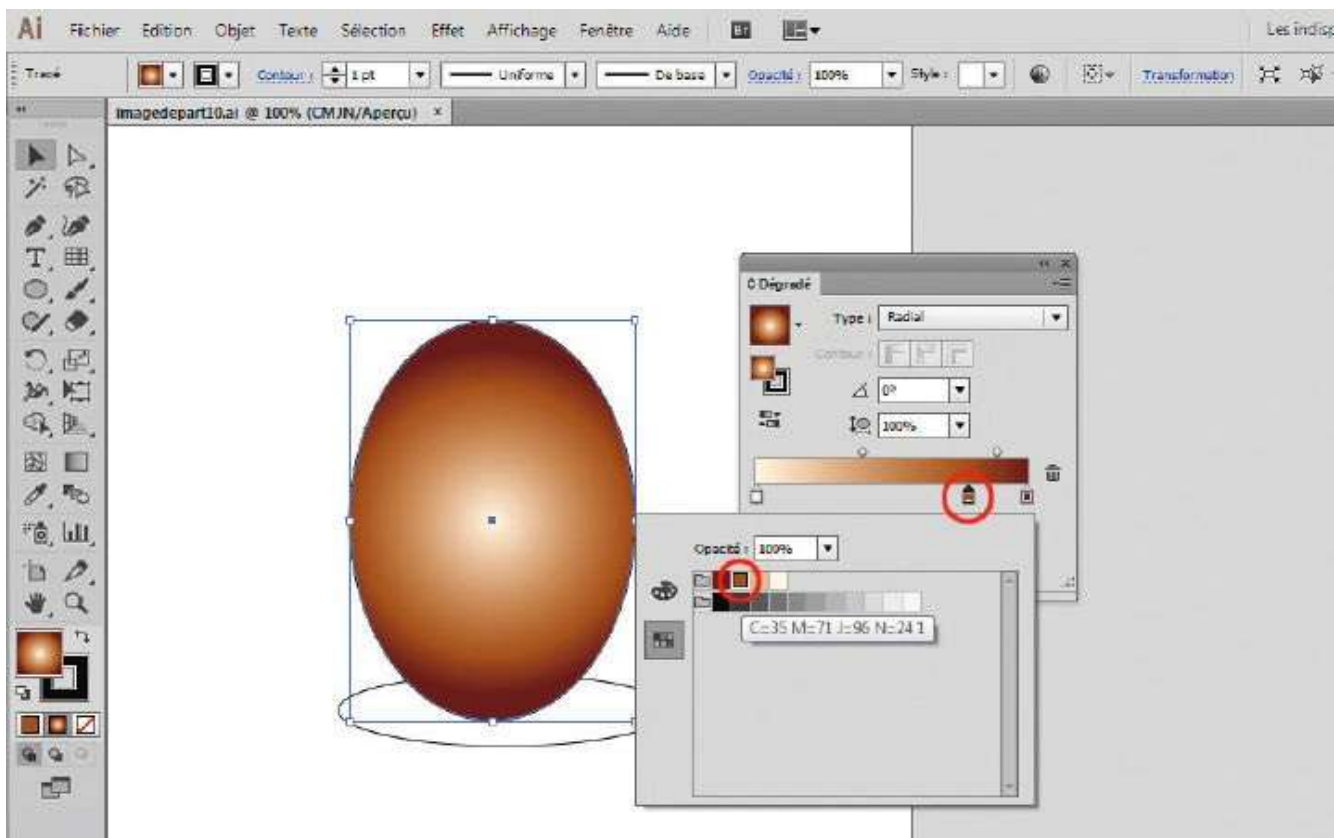 Ai Fichier Edition Objet Texte Sélection Effet Affichage Fenêtre Aide Br Les indisp
Tracé Contour : 1 pt Uniforme De base Opacité : 100% Style : Transformation
imagedepart10.ai @ 100% (CMJN/Aperçu) ×
Dégradé
Type : Radial
Contour :
0°
100%
Opacité : 100%
C=35 M=71 J=96 N=24 1